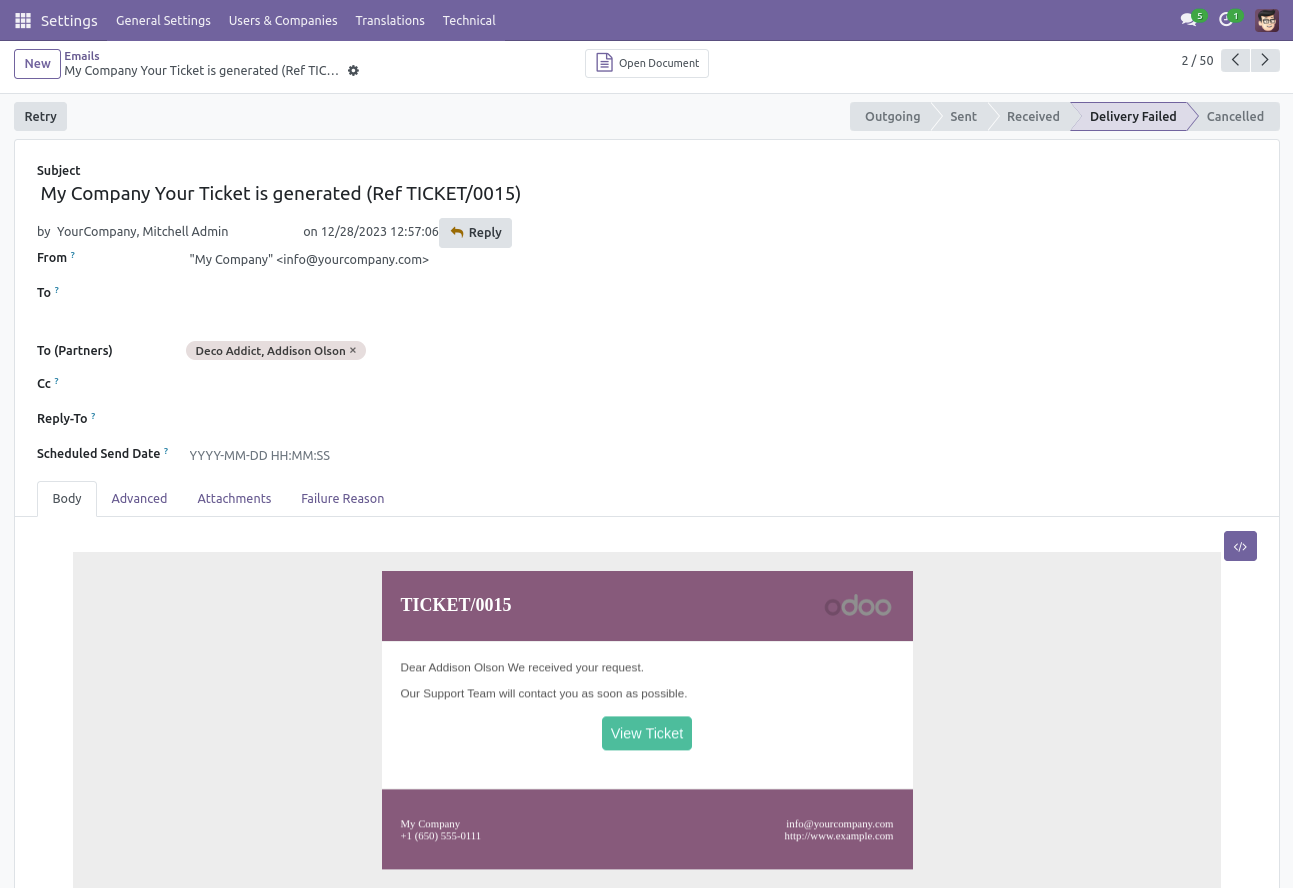 Settings General Settings Users & Companies Translations Technical 5 1
New Emails
My Company Your Ticket is generated (Ref TIC...
Open Document
2 / 50
Retry
Outgoing Sent Received Delivery Failed Cancelled
Subject
My Company Your Ticket is generated (Ref TICKET/0015)
by YourCompany, Mitchell Admin on 12/28/2023 12:57:06 Reply
From ? "My Company" <info@yourcompany.com>
To ?
To (Partners) Deco Addict, Addison Olson ×
Cc ?
Reply-To ?
Scheduled Send Date ? YYYY-MM-DD HH:MM:SS
Body Advanced Attachments Failure Reason
</>
TICKET/0015 odoo
Dear Addison Olson We received your request.
Our Support Team will contact you as soon as possible.
View Ticket
My Company info@yourcompany.com
+1 (650) 555-0111 http://www.example.com